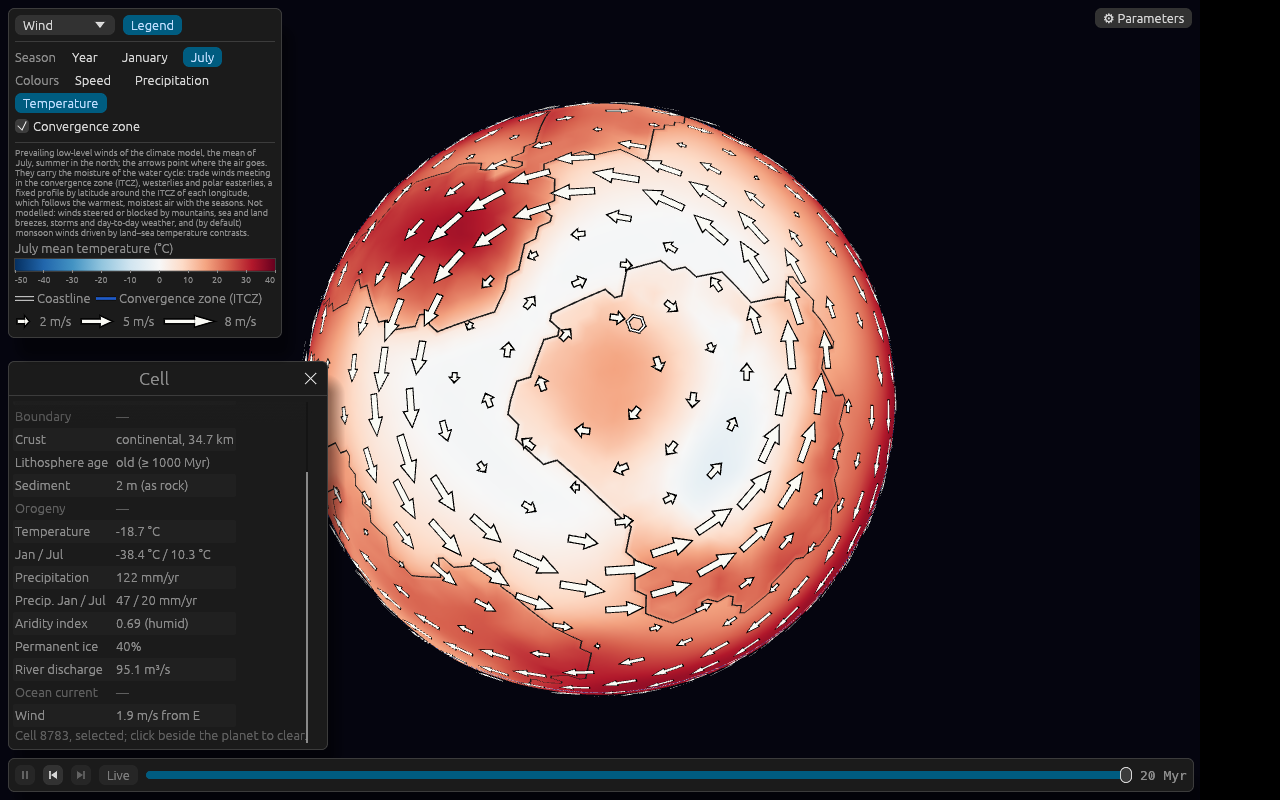 Wind
Legend
⚙ Parameters
Season Year January July
Colours Speed Precipitation
Temperature
Convergence zone
Prevailing low-level winds of the climate model, the mean of
July, summer in the north; the arrows point where the air goes.
They carry the moisture of the water cycle: trade winds meeting
in the convergence zone (ITCZ), westerlies and polar easterlies, a
fixed profile by latitude around the ITCZ of each longitude,
which follows the warmest, moistest air with the seasons. Not
modelled: winds steered or blocked by mountains, sea and land
breezes, storms and day-to-day weather, and (by default)
monsoon winds driven by land–sea temperature contrasts.
July mean temperature (°C)
-50 -40 -30 -20 -10 0 10 20 30 40
Coastline Convergence zone (ITCZ)
2 m/s 5 m/s 8 m/s
Cell
Boundary —
Crust continental, 34.7 km
Lithosphere age old (≥ 1000 Myr)
Sediment 2 m (as rock)
Orogeny —
Temperature -18.7 °C
Jan / Jul -38.4 °C / 10.3 °C
Precipitation 122 mm/yr
Precip. Jan / Jul 47 / 20 mm/yr
Aridity index 0.69 (humid)
Permanent ice 40%
River discharge 95.1 m³/s
Ocean current —
Wind 1.9 m/s from E
Cell 8783, selected; click beside the planet to clear
Live
20 Myr